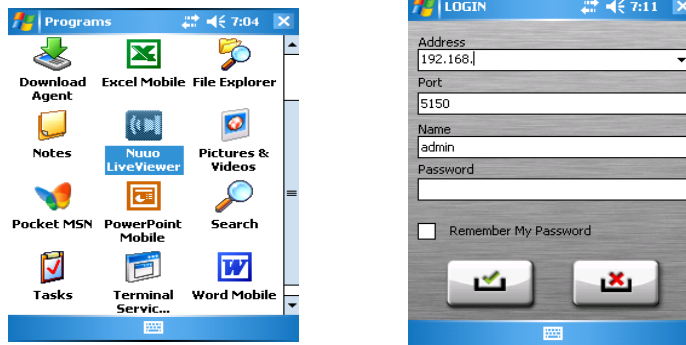 Programs 7:04
Download Agent
Excel Mobile
File Explorer
Notes
Nuuo LiveViewer
Pictures & Videos
Pocket MSN
PowerPoint Mobile
Search
Tasks
Terminal Servic...
Word Mobile
LOGIN 7:11
Address
192.168.
Port
5150
Name
admin
Password
Remember My Password